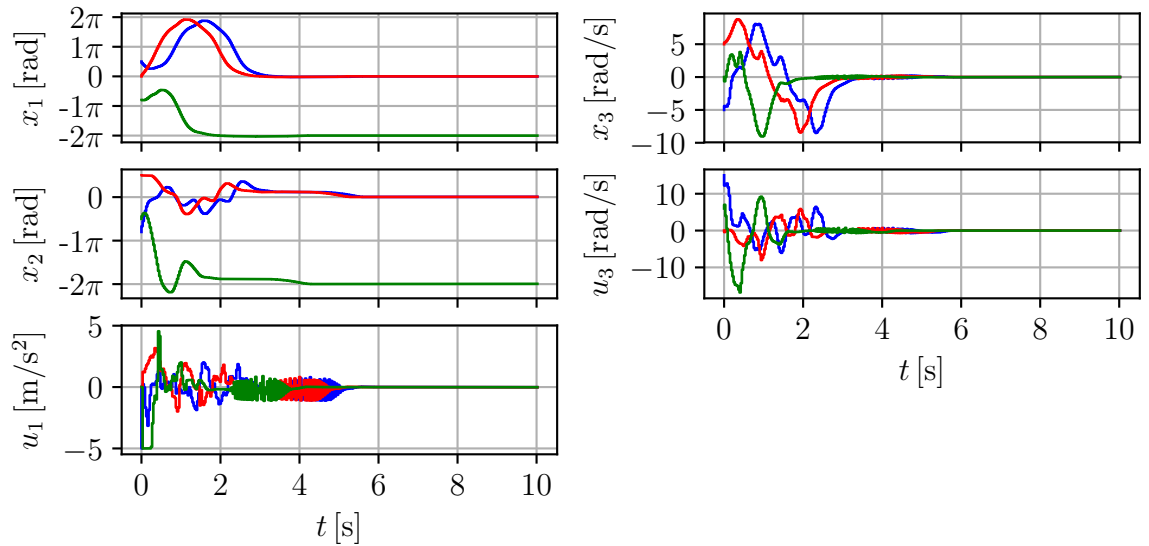 x₁ [rad]
2π
1π
0
-1π
-2π
x₂ [rad]
0
-1π
-2π
u₁ [m/s²]
5
0
−5
0 2 4 6 8 10
t [s]
x₃ [rad/s]
5
0
−5
−10
u₃ [rad/s]
10
0
−10
0 2 4 6 8 10
t [s]